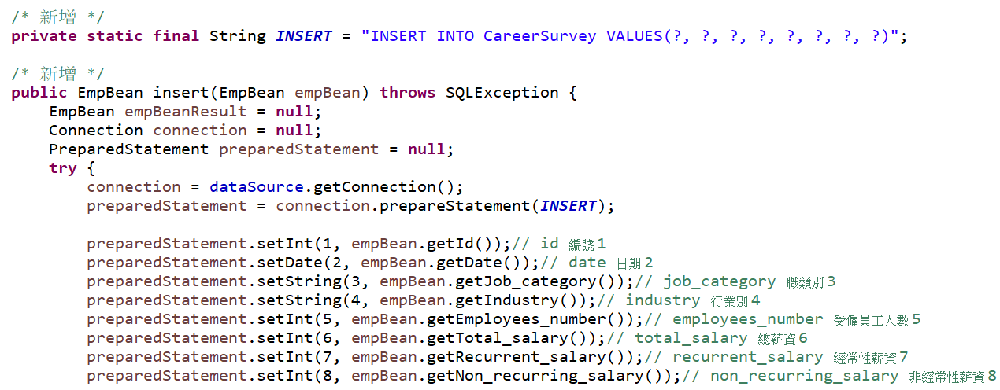 /* 新增 */
private static final String INSERT = "INSERT INTO CareerSurvey VALUES(?, ?, ?, ?, ?, ?, ?, ?)";
/* 新增 */
public EmpBean insert(EmpBean empBean) throws SQLException {
EmpBean empBeanResult = null;
Connection connection = null;
PreparedStatement preparedStatement = null;
try {
connection = dataSource.getConnection();
preparedStatement = connection.prepareStatement(INSERT);
preparedStatement.setInt(1, empBean.getId());// id 編號1
preparedStatement.setDate(2, empBean.getDate());// date 日期2
preparedStatement.setString(3, empBean.getJob_category());// job_category 職類別3
preparedStatement.setString(4, empBean.getIndustry());// industry 行業別4
preparedStatement.setInt(5, empBean.getEmployees_number());// employees_number 受僱員工人數5
preparedStatement.setInt(6, empBean.getTotal_salary());// total_salary 總薪資6
preparedStatement.setInt(7, empBean.getRecurrent_salary());// recurrent_salary 經常性薪資7
preparedStatement.setInt(8, empBean.getNon_recurring_salary());// non_recurring_salary 非經常性薪資8